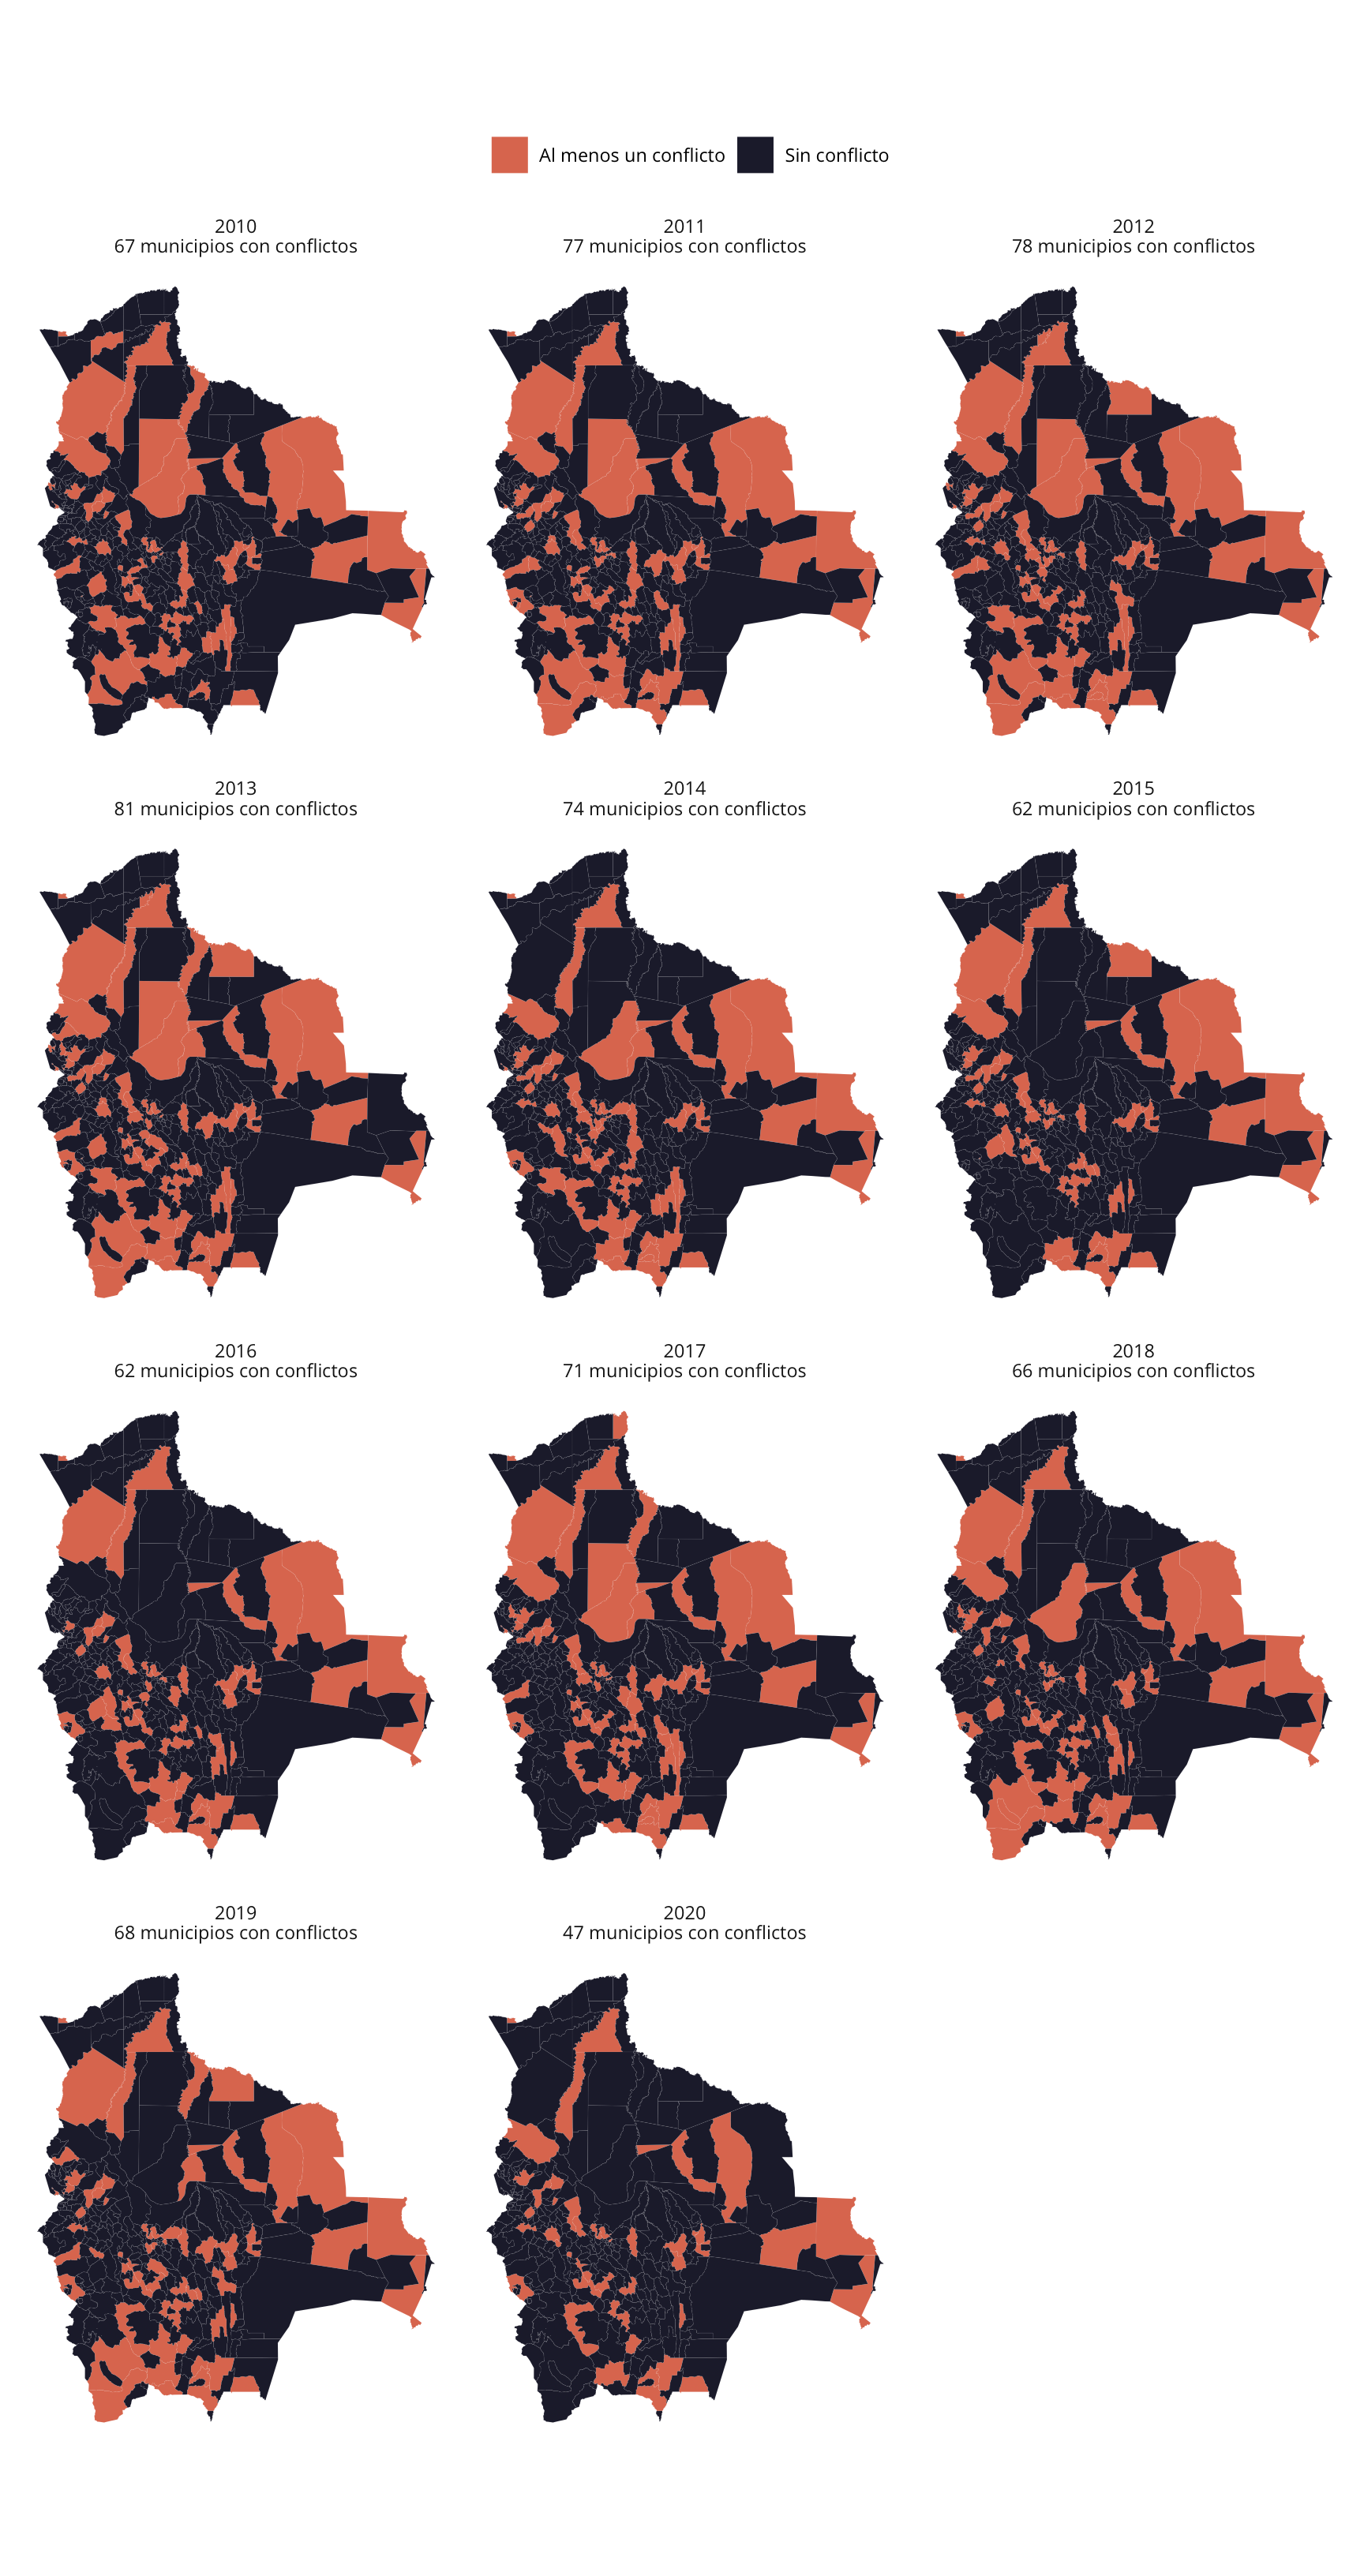 Al menos un conflicto Sin conflicto
2010
67 municipios con conflictos
2011
77 municipios con conflictos
2012
78 municipios con conflictos
2013
81 municipios con conflictos
2014
74 municipios con conflictos
2015
62 municipios con conflictos
2016
62 municipios con conflictos
2017
71 municipios con conflictos
2018
66 municipios con conflictos
2019
68 municipios con conflictos
2020
47 municipios con conflictos